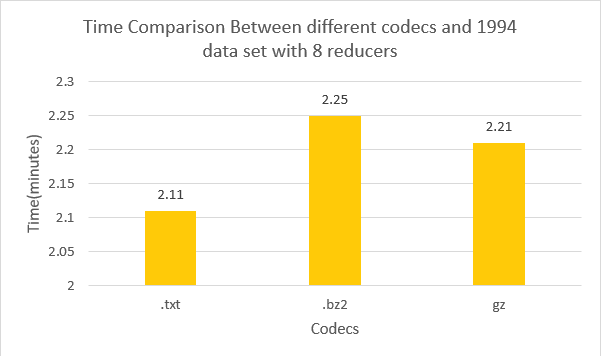 Time Comparison Between different codecs and 1994
data set with 8 reducers
2.3
2.25
2.2
2.15
2.1
2.05
2
Time(minutes)
2.11
2.25
2.21
.txt
.bz2
gz
Codecs